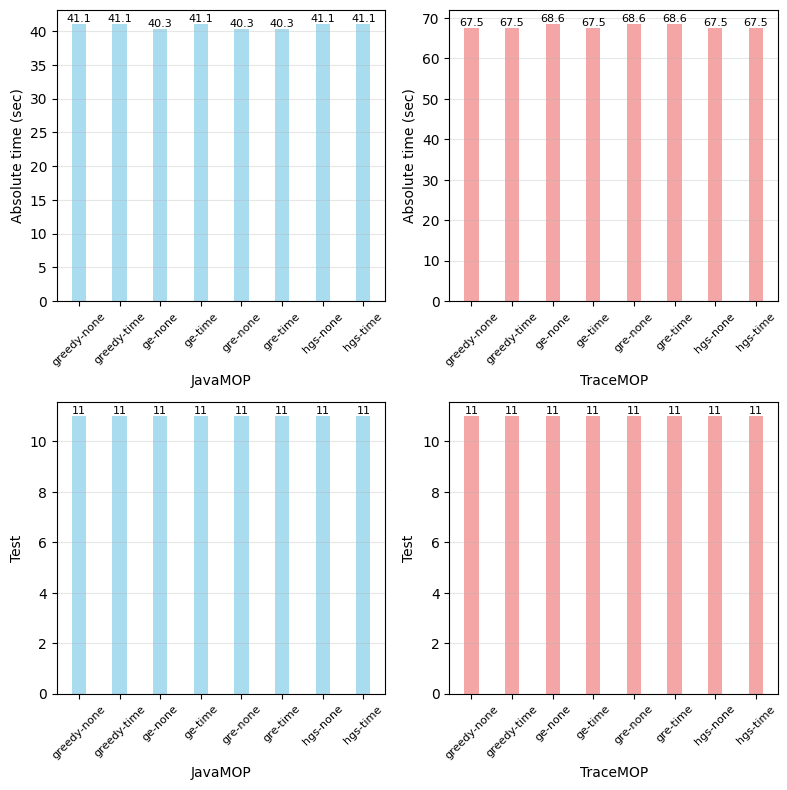 41.1 41.1 40.3 41.1 40.3 40.3 41.1 41.1
40
35
30
25
20
15
10
5
0
Absolute time (sec)
greedy-none greedy-time ge-none ge-time gre-none gre-time hgs-none hgs-time
JavaMOP
67.5 67.5 68.6 67.5 68.6 68.6 67.5 67.5
70
60
50
40
30
20
10
0
Absolute time (sec)
greedy-none greedy-time ge-none ge-time gre-none gre-time hgs-none hgs-time
TraceMOP
11 11 11 11 11 11 11 11
10
8
6
4
2
0
Test
greedy-none greedy-time ge-none ge-time gre-none gre-time hgs-none hgs-time
JavaMOP
11 11 11 11 11 11 11 11
10
8
6
4
2
0
Test
greedy-none greedy-time ge-none ge-time gre-none gre-time hgs-none hgs-time
TraceMOP